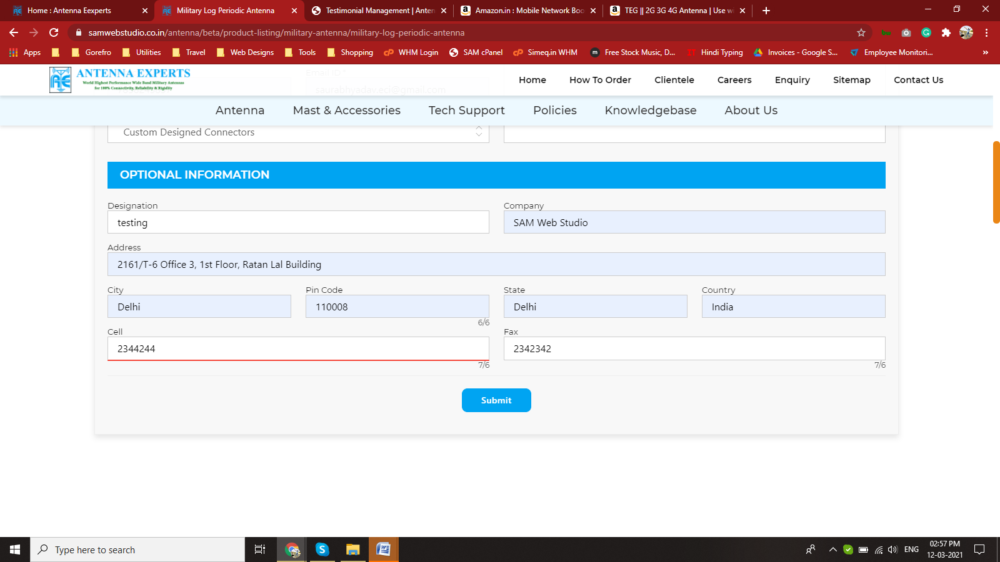 Home : Antenna Eexperts
Military Log Periodic Antenna
Testimonial Management | Anten
Amazon.in : Mobile Network Boo
TEG || 2G 3G 4G Antenna | Use wi
samwebstudio.co.in/antenna/beta/product-listing/military-antenna/military-log-periodic-antenna
Apps
Gorefro
Utilities
Travel
Web Designs
Tools
Shopping
WHM Login
SAM cPanel
Simeq.in WHM
Free Stock Music, D...
Hindi Typing
Invoices - Google S...
Employee Monitori...
»
ANTENNA EXPERTS
World Highest Performance Wide Band Military Antennas
for 100% Connectivity, Reliability & Rigidity
Email ID *
saurabhyadav.eci@gmail.com
Home
How To Order
Clientele
Careers
Enquiry
Sitemap
Contact Us
Antenna
Mast & Accessories
Tech Support
Policies
Knowledgebase
About Us
Custom Designed Connectors
OPTIONAL INFORMATION
Designation
testing
Company
SAM Web Studio
Address
2161/T-6 Office 3, 1st Floor, Ratan Lal Building
City
Delhi
Pin Code
110008
6/6
State
Delhi
Country
India
Cell
2344244
7/6
Fax
2342342
7/6
Submit
Type here to search
ENG
02:57 PM
12-03-2021